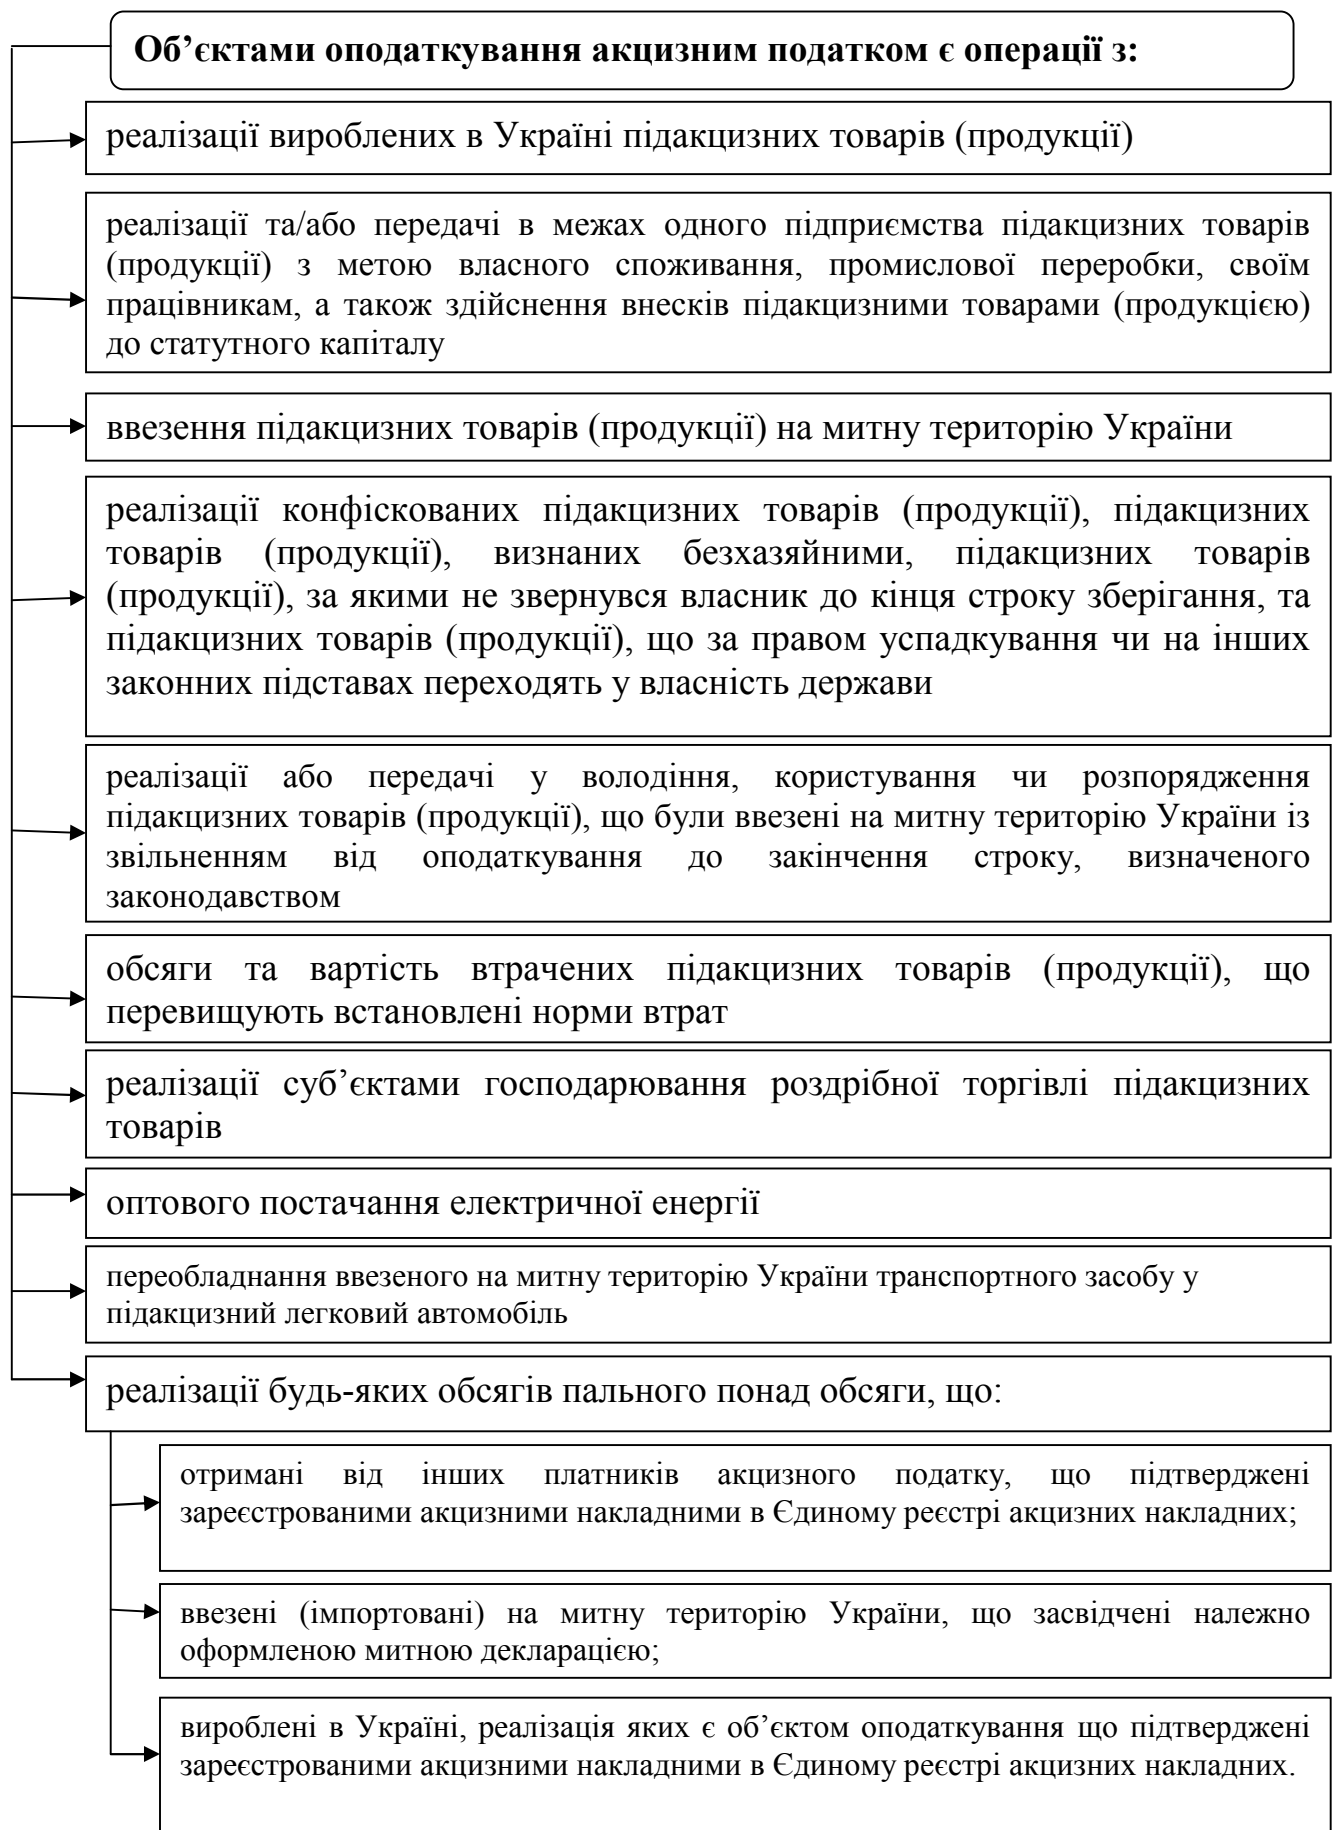 Об’єктами оподаткування акцизним податком є операції з:
реалізації вироблених в Україні підакцизних товарів (продукції)
реалізації та/або передачі в межах одного підприємства підакцизних товарів
(продукції) з метою власного споживання, промислової переробки, своїм
працівникам, а також здійснення внесків підакцизними товарами (продукцією)
до статутного капіталу
ввезення підакцизних товарів (продукції) на митну територію України
реалізації конфіскованих підакцизних товарів (продукції), підакцизних
товарів (продукції), визнаних безхазяйними, підакцизних товарів
(продукції), за якими не звернувся власник до кінця строку зберігання, та
підакцизних товарів (продукції), що за правом успадкування чи на інших
законних підставах переходять у власність держави
реалізації або передачі у володіння, користування чи розпорядження
підакцизних товарів (продукції), що були ввезені на митну територію України із
звільненням від оподаткування до закінчення строку, визначеного
законодавством
обсяги та вартість втрачених підакцизних товарів (продукції), що
перевищують встановлені норми втрат
реалізації суб’єктами господарювання роздрібної торгівлі підакцизних
товарів
оптового постачання електричної енергії
переобладнання ввезеного на митну територію України транспортного засобу у
підакцизний легковий автомобіль
реалізації будь-яких обсягів пального понад обсяги, що:
отримані від інших платників акцизного податку, що підтверджені
зареєстрованими акцизними накладними в Єдиному реєстрі акцизних накладних;
ввезені (імпортовані) на митну територію України, що засвідчені належно
оформленою митною декларацією;
вироблені в Україні, реалізація яких є об’єктом оподаткування що підтверджені
зареєстрованими акцизними накладними в Єдиному реєстрі акцизних накладних.